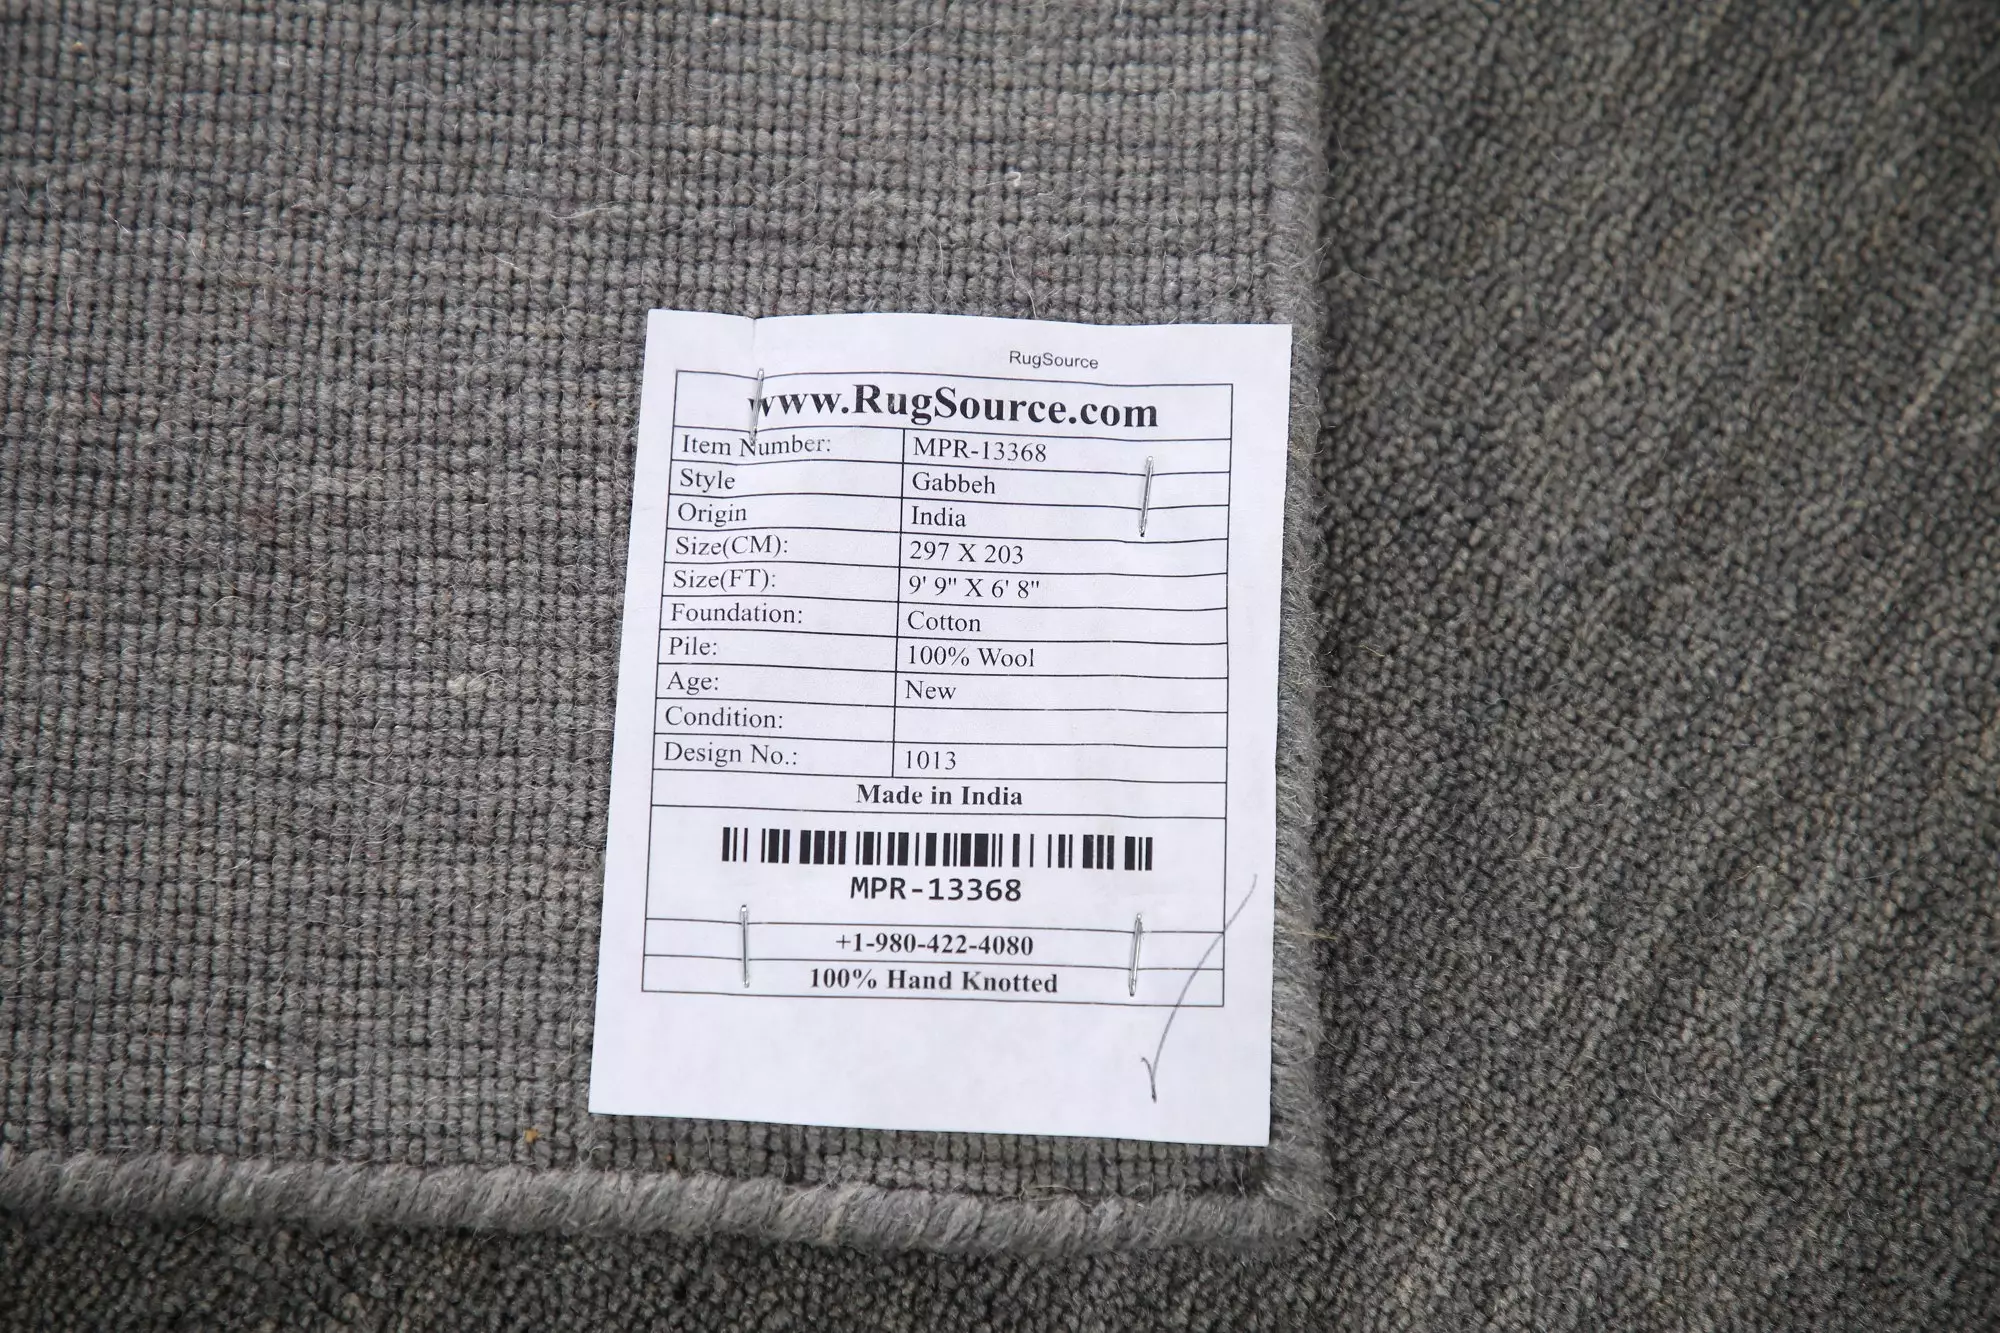 RugSource
www.RugSource.com
Item Number: MPR-13368
Style Gabbeh
Origin India
Size(CM): 297 X 203
Size(FT): 9' 9" X 6' 8"
Foundation: Cotton
Pile: 100% Wool
Age: New
Condition:
Design No.: 1013
Made in India
MPR-13368
+1-980-422-4080
100% Hand Knotted